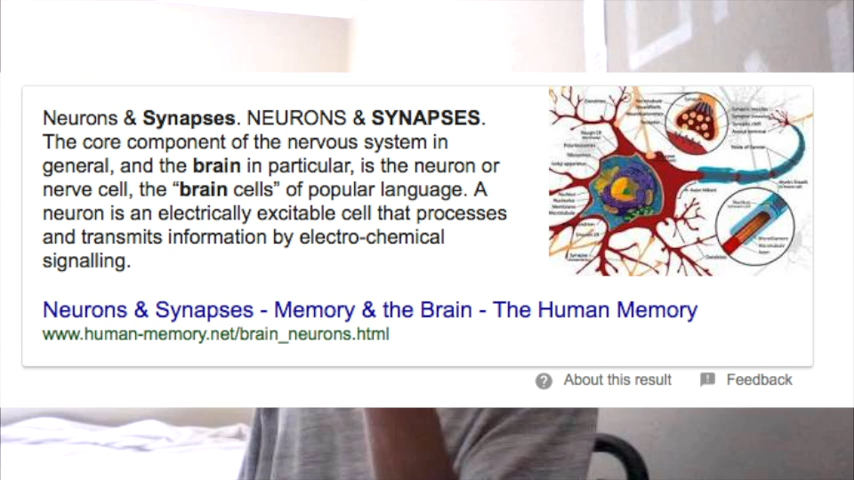 Neurons & Synapses. NEURONS & SYNAPSES.
The core component of the nervous system in
general, and the brain in particular, is the neuron or
nerve cell, the “brain cells” of popular language. A
neuron is an electrically excitable cell that processes
and transmits information by electro-chemical
signalling.
Neurons & Synapses - Memory & the Brain - The Human Memory
www.human-memory.net/brain_neurons.html
About this result
Feedback